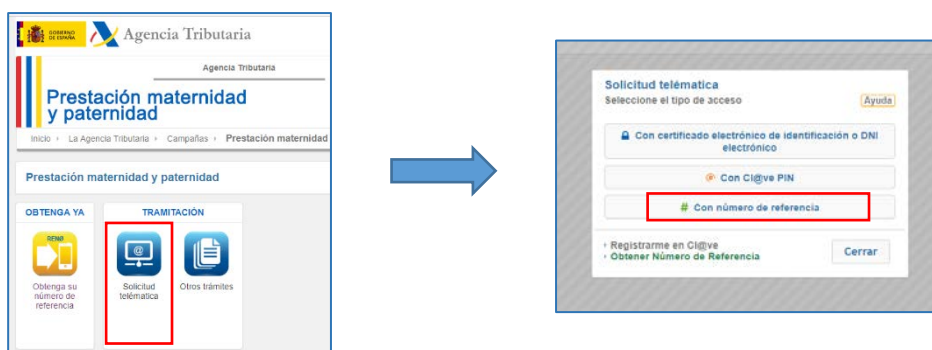 GOBIERNO
DE ESPAÑA
Agencia Tributaria
Agencia Tributaria
Prestación maternidad
y paternidad
Inicio › La Agencia Tributaria › Campañas › Prestación maternidad
Prestación maternidad y paternidad
OBTENGA YA
TRAMITACIÓN
REN0
@
Obtenga su
número de
referencia
Solicitud
telemática
Otros trámites
Solicitud telemática
Seleccione el tipo de acceso
Ayuda
Con certificado electrónico de identificación o DNI
electrónico
Con Cl@ve PIN
# Con número de referencia
› Registrarme en Cl@ve
› Obtener Número de Referencia
Cerrar